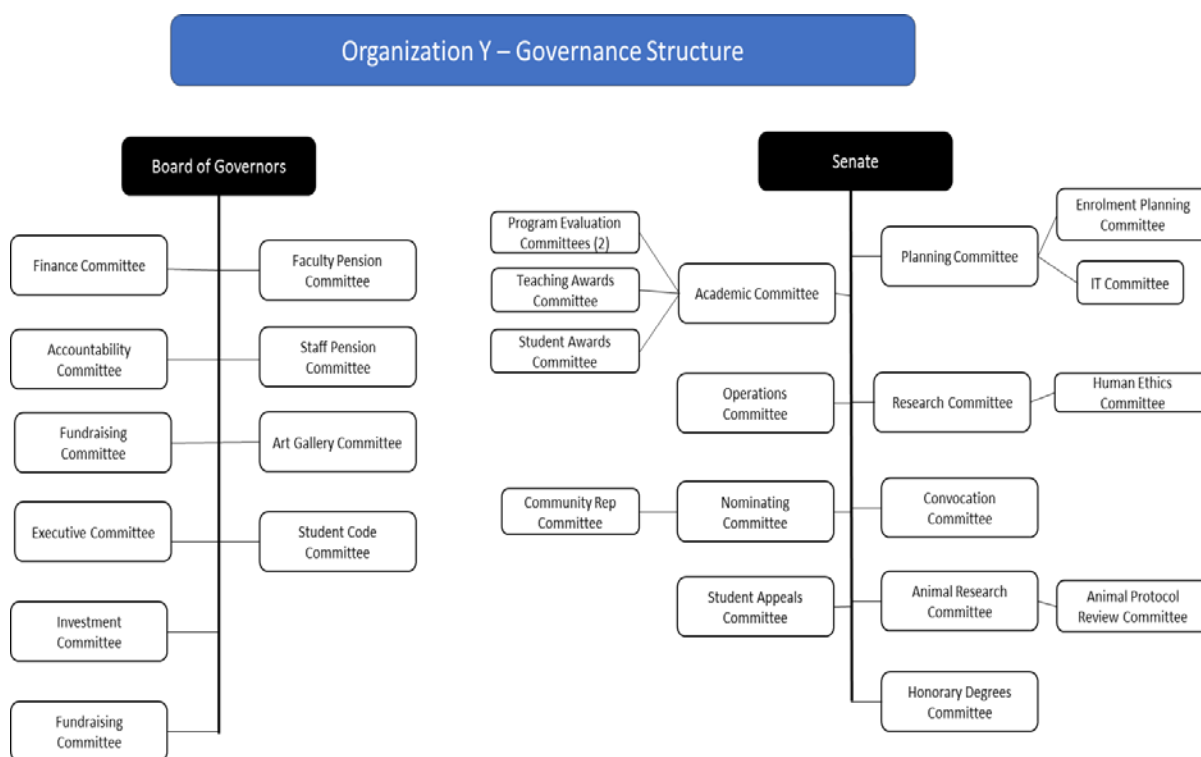 Organization Y – Governance Structure
Board of Governors
Finance Committee
Faculty Pension
Committee
Accountability
Committee
Staff Pension
Committee
Fundraising
Committee
Art Gallery Committee
Executive Committee
Student Code
Committee
Investment
Committee
Fundraising
Committee
Senate
Program Evaluation
Committees (2)
Teaching Awards
Committee
Student Awards
Committee
Academic Committee
Planning Committee
Enrolment Planning
Committee
IT Committee
Operations
Committee
Research Committee
Human Ethics
Committee
Community Rep
Committee
Nominating
Committee
Convocation
Committee
Student Appeals
Committee
Animal Research
Committee
Animal Protocol
Review Committee
Honorary Degrees
Committee